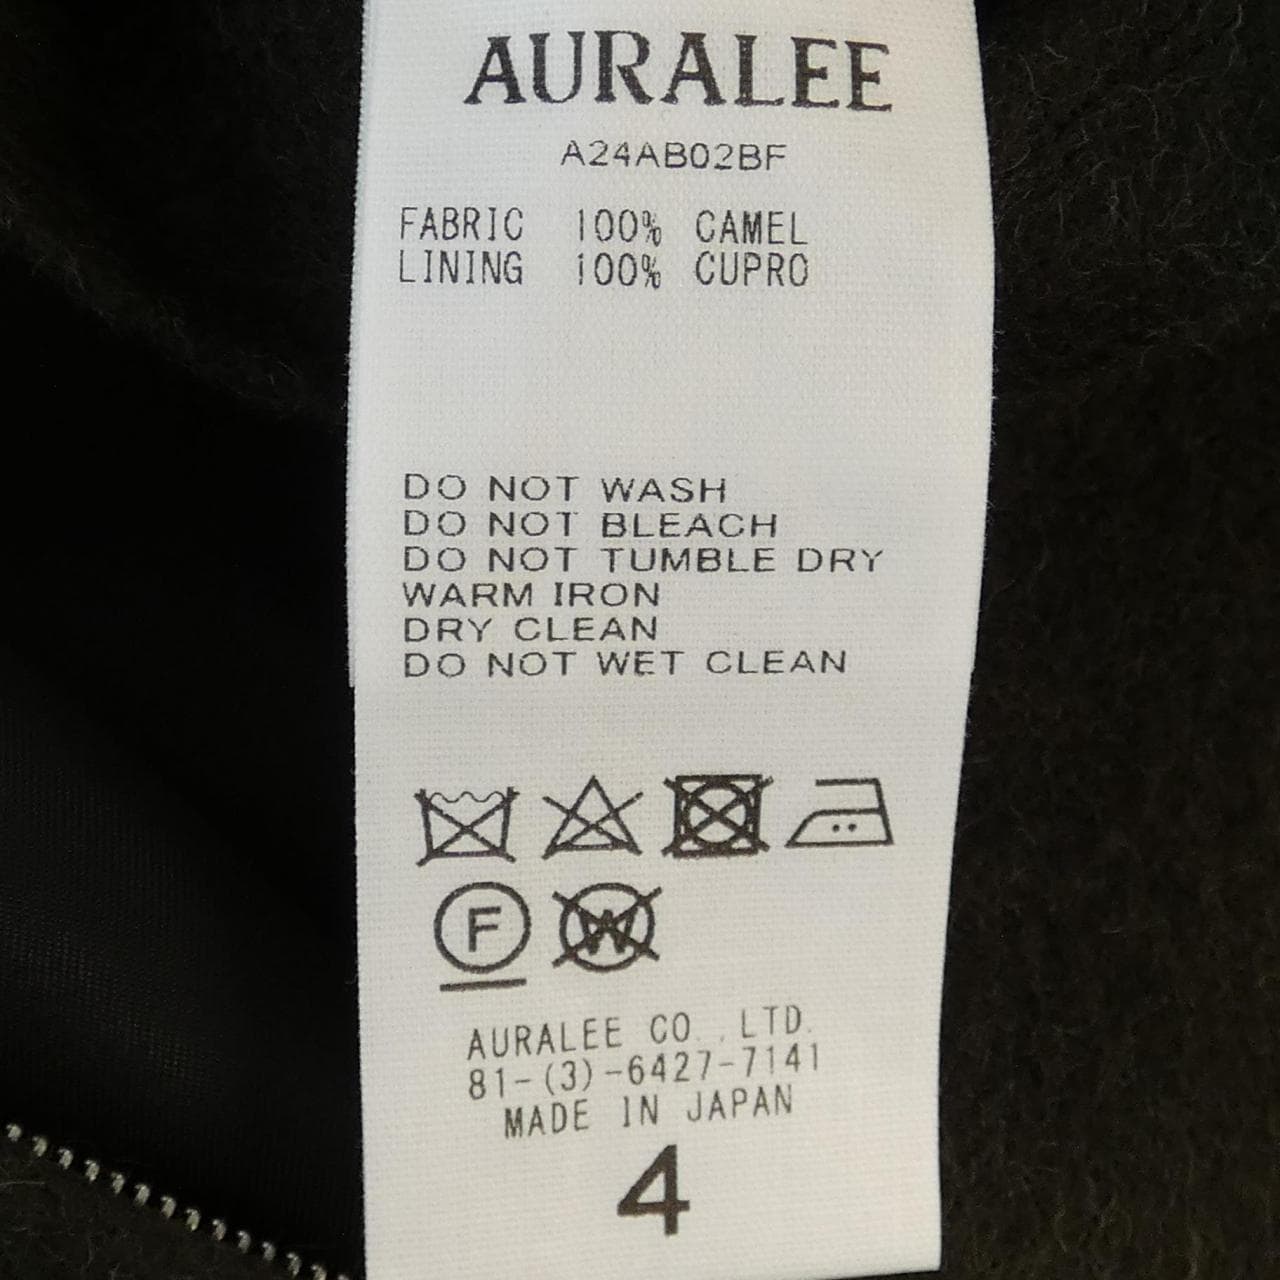 AURALEE
A24AB02BF
FABRIC 100% CAMEL
LINING 100% CUPRO
DO NOT WASH
DO NOT BLEACH
DO NOT TUMBLE DRY
WARM IRON
DRY CLEAN
DO NOT WET CLEAN
F W
AURALEE CO.,LTD.
81-(3)-6427-7141
MADE IN JAPAN
4